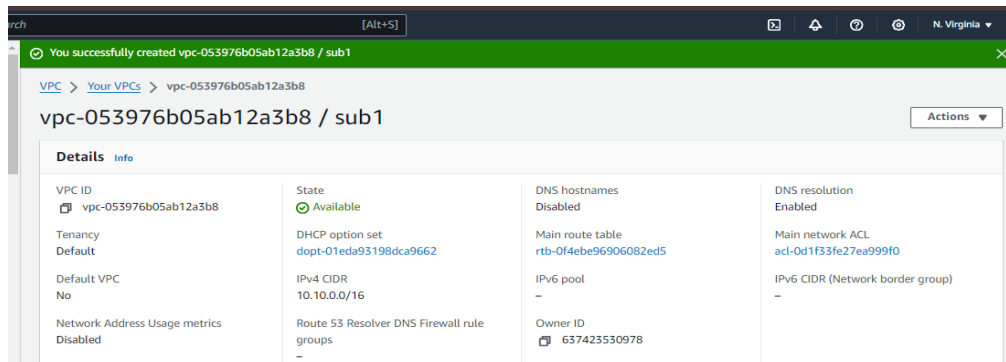 rch [Alt+S] N. Virginia
You successfully created vpc-053976b05ab12a3b8 / sub1
VPC > Your VPCs > vpc-053976b05ab12a3b8
vpc-053976b05ab12a3b8 / sub1
Actions
Details Info
VPC ID State DNS hostnames DNS resolution
vpc-053976b05ab12a3b8 Available Disabled Enabled
Tenancy DHCP option set Main route table Main network ACL
Default dopt-01eda93198dca9662 rtb-0f4ebe96906082ed5 acl-0d1f33fe27ea999f0
Default VPC IPv4 CIDR IPv6 pool IPv6 CIDR (Network border group)
No 10.10.0.0/16 – –
Network Address Usage metrics Route 53 Resolver DNS Firewall rule Owner ID
Disabled groups 637423530978
–